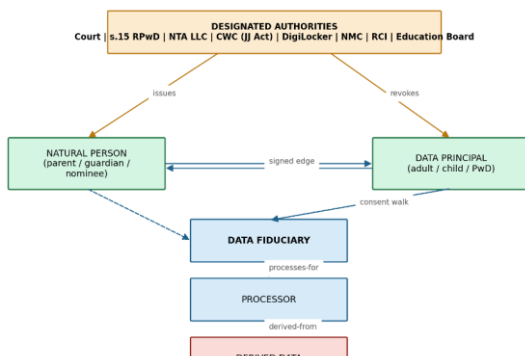 DESIGNATED AUTHORITIES
Court | s.15 RPwD | NTA LLC | CWC (JJ Act) | DigiLocker | NMC | RCI | Education Board
issues
revokes
NATURAL PERSON
(parent / guardian /
nominee)
signed edge
DATA PRINCIPAL
(adult / child / PwD)
consent walk
DATA FIDUCIARY
processes-for
PROCESSOR
derived-from
DERIVED DATA